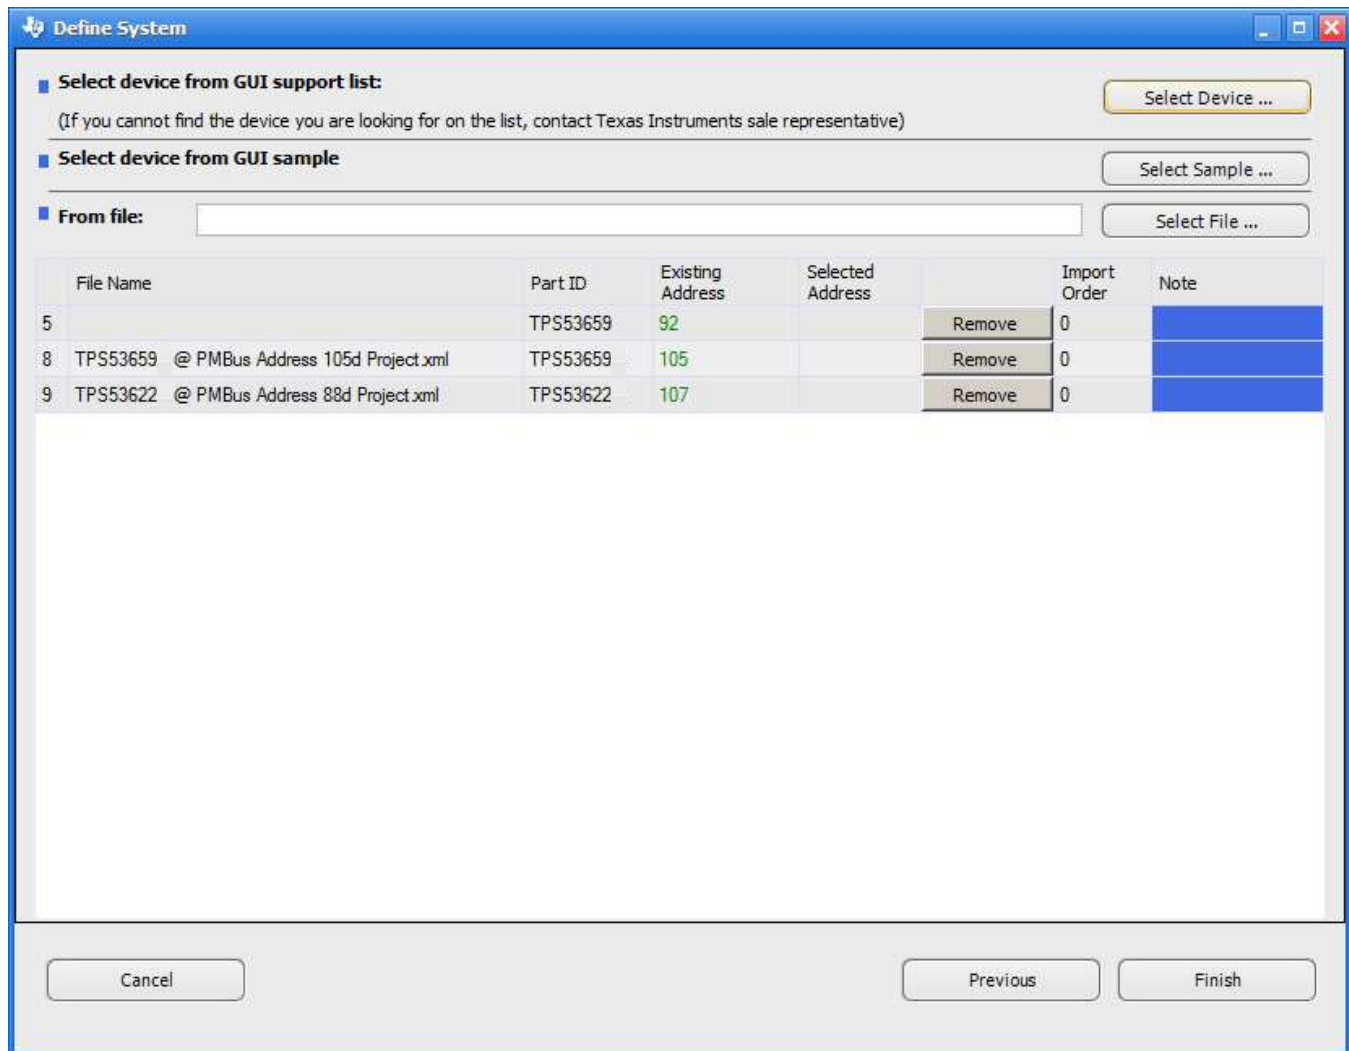 Define System
Select device from GUI support list:
Select Device ...
(If you cannot find the device you are looking for on the list, contact Texas Instruments sale representative)
Select device from GUI sample
Select Sample ...
From file:
Select File ...
File Name Part ID Existing Address Selected Address Import Order Note
5 TPS53659 92 Remove 0
8 TPS53659 @ PMBus Address 105d Project.xml TPS53659 105 Remove 0
9 TPS53622 @ PMBus Address 88d Project.xml TPS53622 107 Remove 0
Cancel Previous Finish